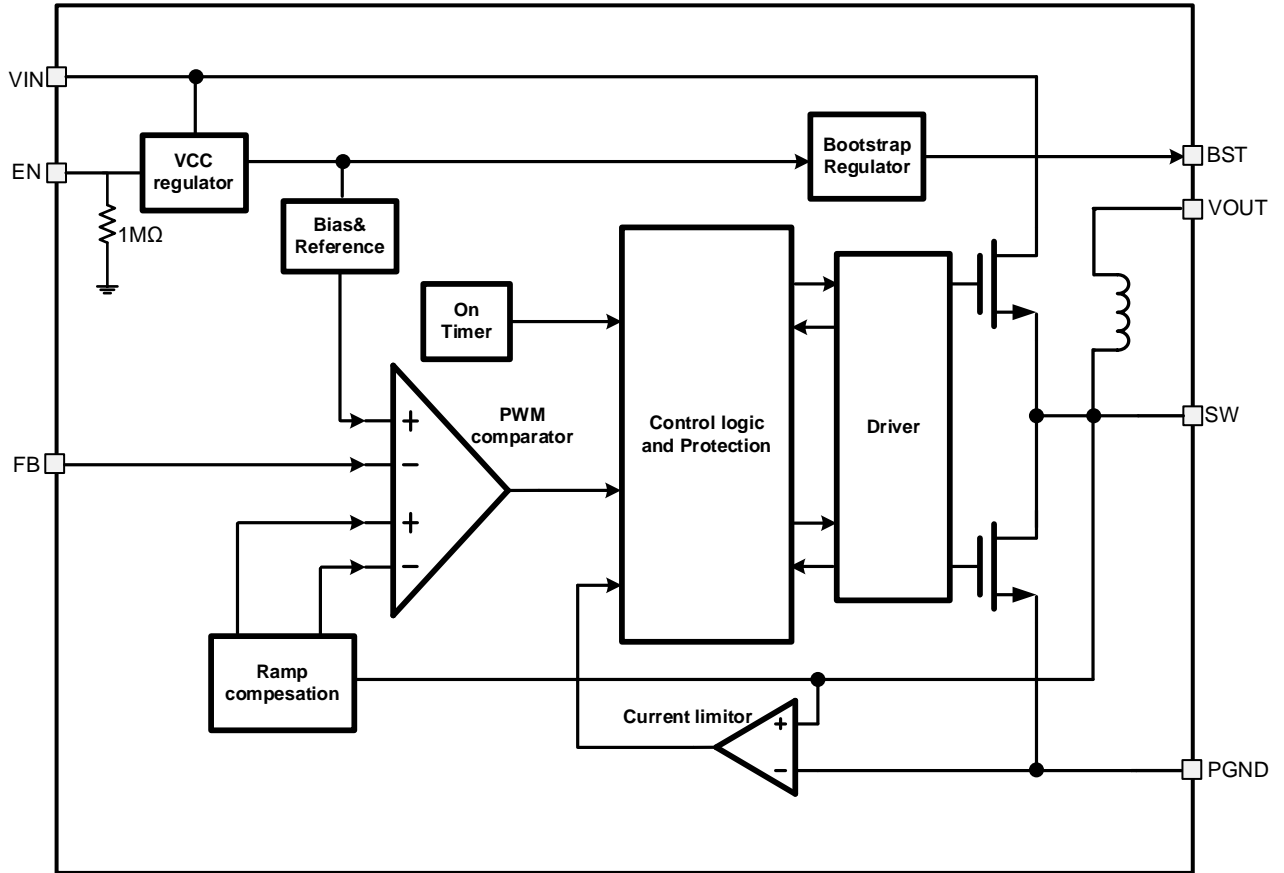 VIN
EN
FB
VCC
regulator
1MΩ
Bias&
Reference
On
Timer
+
−
+
−
PWM
comparator
Ramp
compesation
Current limitor
+
−
Control logic
and Protection
Driver
Bootstrap
Regulator
BST
VOUT
SW
PGND